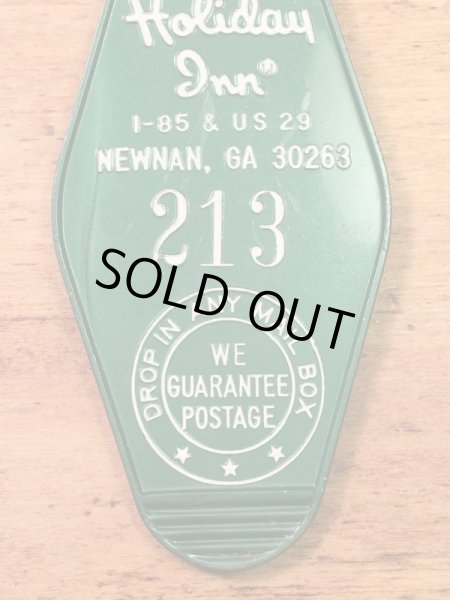 Holiday
Inn®
I-85 & US 29
NEWNAN, GA 30263
213
SOLD OUT
DROP IN ANY MAIL BOX
WE
GUARANTEE
POSTAGE